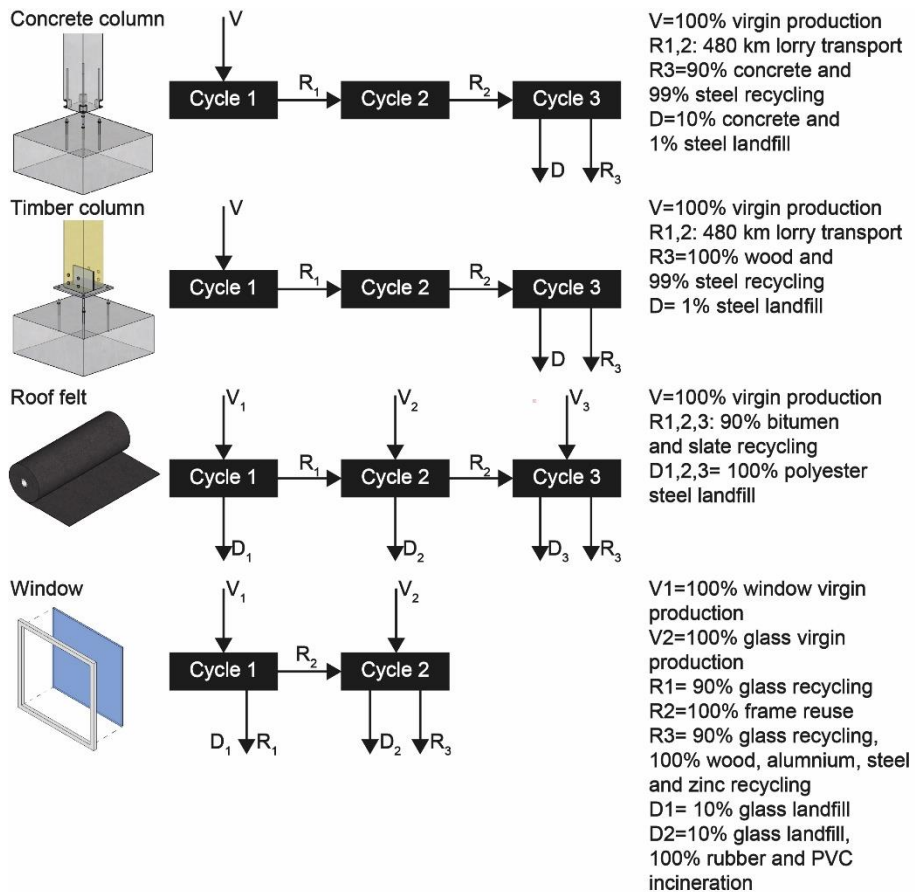 Concrete column
V
Cycle 1
R1
Cycle 2
R2
Cycle 3
D
R3
V=100% virgin production
R1,2: 480 km lorry transport
R3=90% concrete and
99% steel recycling
D=10% concrete and
1% steel landfill
Timber column
V
Cycle 1
R1
Cycle 2
R2
Cycle 3
D
R3
V=100% virgin production
R1,2: 480 km lorry transport
R3=100% wood and
99% steel recycling
D= 1% steel landfill
Roof felt
V1
V2
V3
Cycle 1
R1
Cycle 2
R2
Cycle 3
D1
D2
D3
R3
V=100% virgin production
R1,2,3: 90% bitumen
and slate recycling
D1,2,3= 100% polyester
steel landfill
Window
V1
V2
Cycle 1
R2
Cycle 2
D1
R1
D2
R3
V1=100% window virgin
production
V2=100% glass virgin
production
R1= 90% glass recycling
R2=100% frame reuse
R3= 90% glass recycling,
100% wood, alumnium, steel
and zinc recycling
D1= 10% glass landfill
D2=10% glass landfill,
100% rubber and PVC
incineration